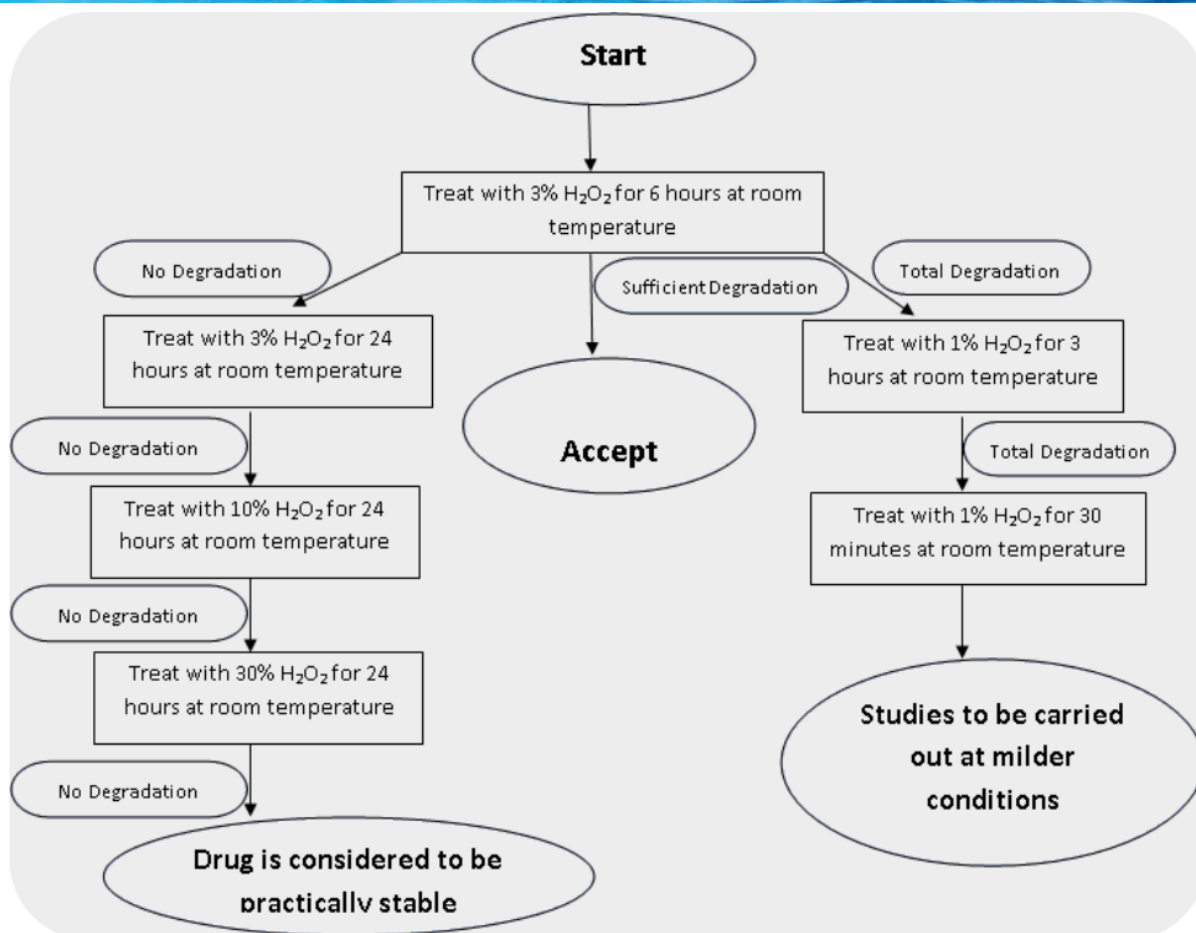 Start
Treat with 3% H₂O₂ for 6 hours at room
temperature
No Degradation
Sufficient Degradation
Total Degradation
Treat with 3% H₂O₂ for 24
hours at room temperature
Treat with 1% H₂O₂ for 3
hours at room temperature
Accept
No Degradation
Total Degradation
Treat with 10% H₂O₂ for 24
hours at room temperature
Treat with 1% H₂O₂ for 30
minutes at room temperature
No Degradation
Treat with 30% H₂O₂ for 24
hours at room temperature
Studies to be carried
out at milder
conditions
No Degradation
Drug is considered to be
practically stable